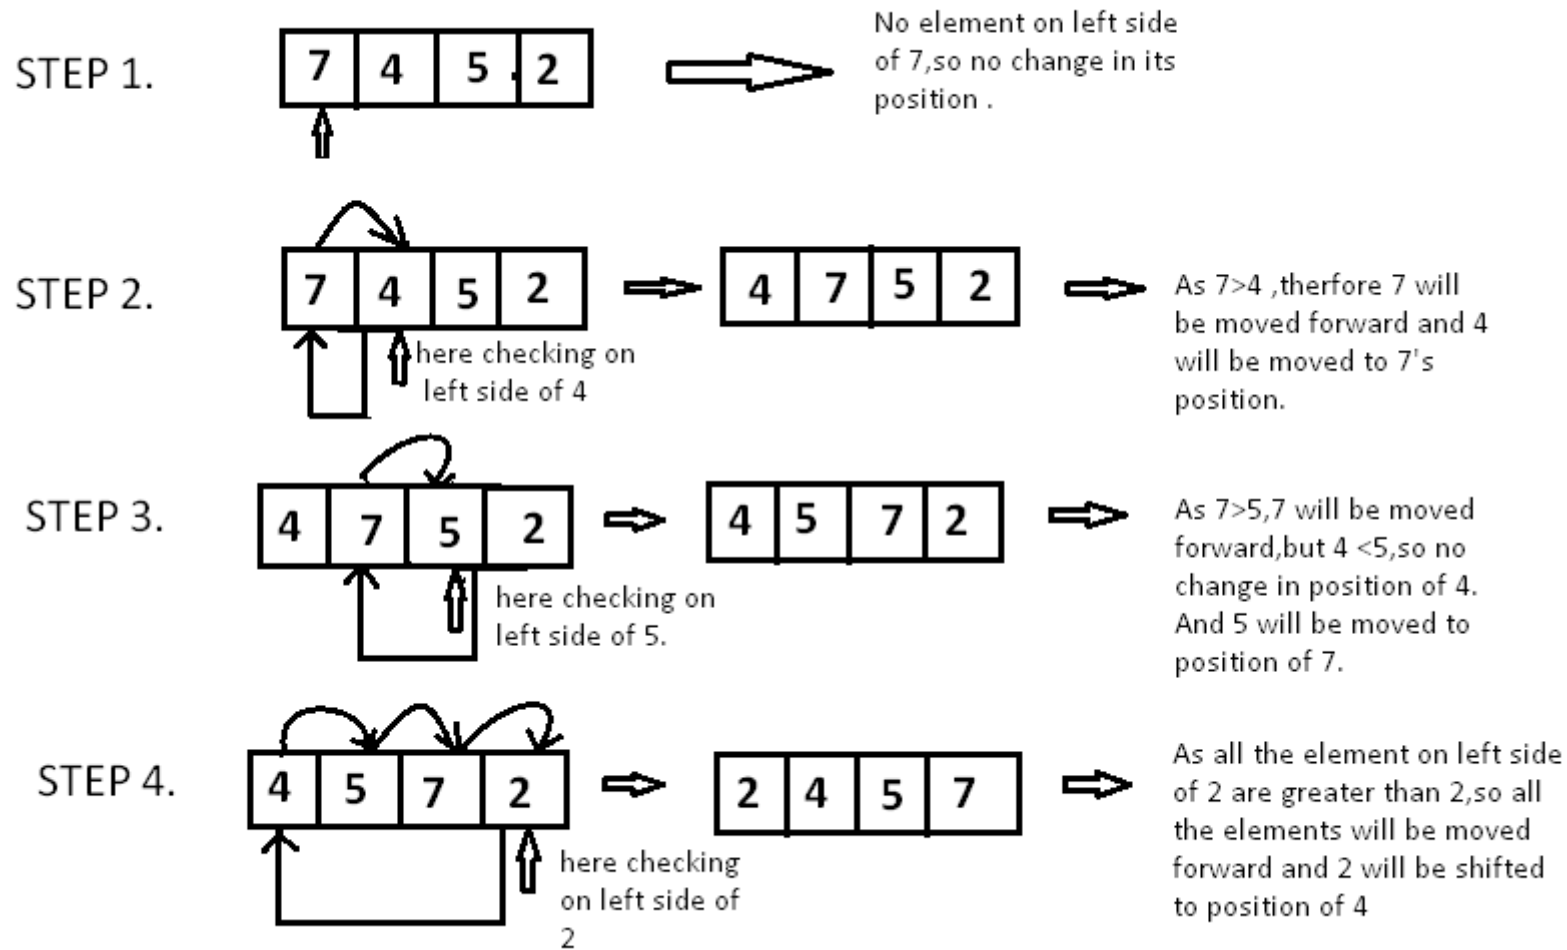 STEP 1.
7 4 5 2
No element on left side
of 7,so no change in its
position .
STEP 2.
7 4 5 2
here checking on
left side of 4
4 7 5 2
As 7>4 ,therfore 7 will
be moved forward and 4
will be moved to 7's
position.
STEP 3.
4 7 5 2
here checking on
left side of 5.
4 5 7 2
As 7>5,7 will be moved
forward,but 4 <5,so no
change in position of 4.
And 5 will be moved to
position of 7.
STEP 4.
4 5 7 2
here checking
on left side of
2
2 4 5 7
As all the element on left side
of 2 are greater than 2,so all
the elements will be moved
forward and 2 will be shifted
to position of 4